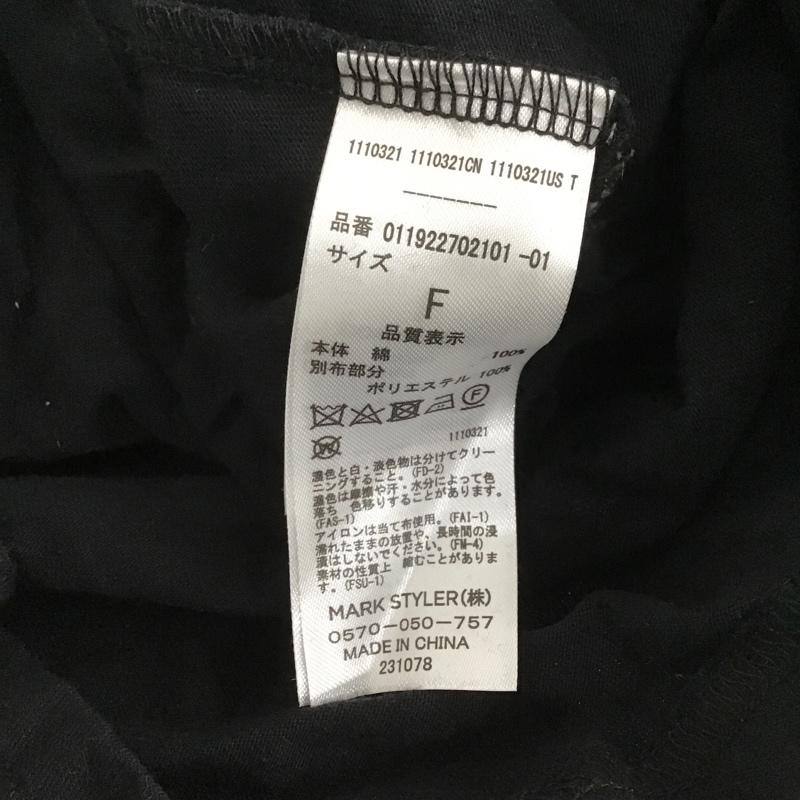 1110321 1110321CN 1110321US T
-------
品番 011922702101 -01
サイズ
F
品質表示
本体 綿 100%
別布部分
ポリエステル 100%
F
W
1110321
濃色と白・淡色物は分けてクリー
ニングすること。(FD-2)
濃色は摩擦や汗・水分によって色
落ち 色移りすることがあります。
(FAS-1)
アイロンは当て布使用。(FAI-1)
濡れたままの放置や、長時間の浸
漬はしないでください。(FM-4)
素材の性質上 縮むことがありま
す。(FSU-1)
MARK STYLER(株)
0570-050-757
MADE IN CHINA
231078